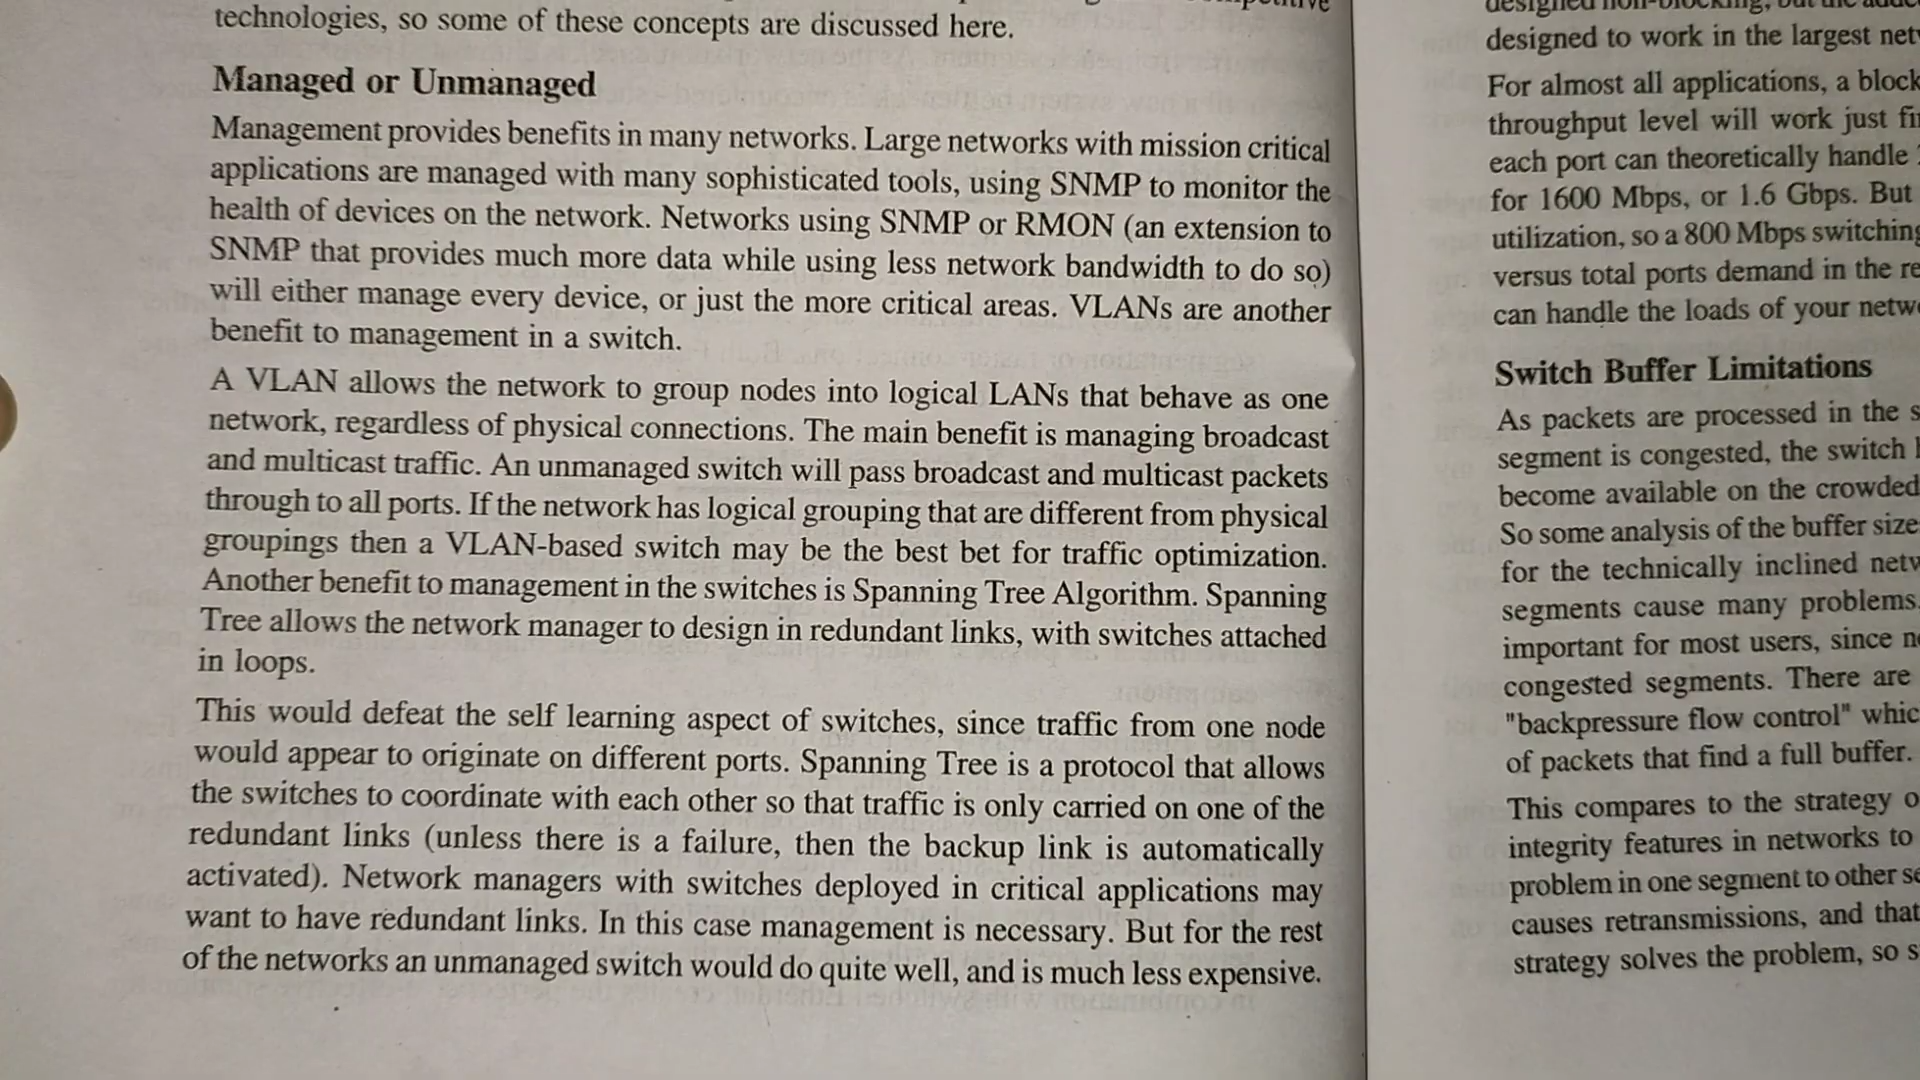 technologies, so some of these concepts are discussed here.
Managed or Unmanaged
Management provides benefits in many networks. Large networks with mission critical
applications are managed with many sophisticated tools, using SNMP to monitor the
health of devices on the network. Networks using SNMP or RMON (an extension to
SNMP that provides much more data while using less network bandwidth to do so)
will either manage every device, or just the more critical areas. VLANs are another
benefit to management in a switch.
A VLAN allows the network to group nodes into logical LANs that behave as one
network, regardless of physical connections. The main benefit is managing broadcast
and multicast traffic. An unmanaged switch will pass broadcast and multicast packets
through to all ports. If the network has logical grouping that are different from physical
groupings then a VLAN-based switch may be the best bet for traffic optimization.
Another benefit to management in the switches is Spanning Tree Algorithm. Spanning
Tree allows the network manager to design in redundant links, with switches attached
in loops.
This would defeat the self learning aspect of switches, since traffic from one node
would appear to originate on different ports. Spanning Tree is a protocol that allows
the switches to coordinate with each other so that traffic is only carried on one of the
redundant links (unless there is a failure, then the backup link is automatically
activated). Network managers with switches deployed in critical applications may
want to have redundant links. In this case management is necessary. But for the rest
of the networks an unmanaged switch would do quite well, and is much less expensive.
designed to work in the largest
For almost all applications, a
throughput level will work just
each port can theoretically handle
for 1600 Mbps, or 1.6 Gbps. But
utilization, so a 800 Mbps
versus total ports demand in the
can handle the loads of your
Switch Buffer Limitations
As packets are processed in the
segment is congested, the switch
become available on the crowded
So some analysis of the buffer size
for the technically inclined
segments cause many problems.
important for most users, since
congested segments. There are
"backpressure flow control"
of packets that find a full buffer.
This compares to the strategy
integrity features in networks to
problem in one segment to other
causes retransmissions, and that
strategy solves the problem, so